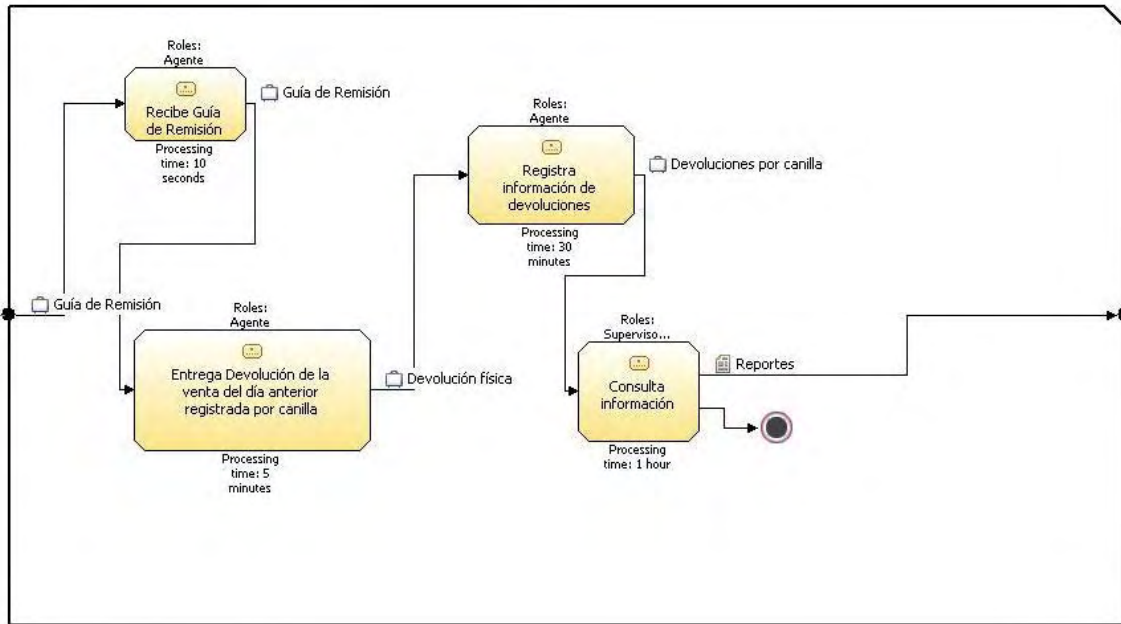 Roles:
Agente
Recibe Guía
de Remisión
Processing
time: 10
seconds
Guía de Remisión
Guía de Remisión
Roles:
Agente
Entrega Devolución de la
venta del día anterior
registrada por canilla
Processing
time: 5
minutes
Devolución física
Roles:
Agente
Registra
información de
devoluciones
Processing
time: 30
minutes
Devoluciones por canilla
Roles:
Superviso...
Consulta
información
Processing
time: 1 hour
Reportes